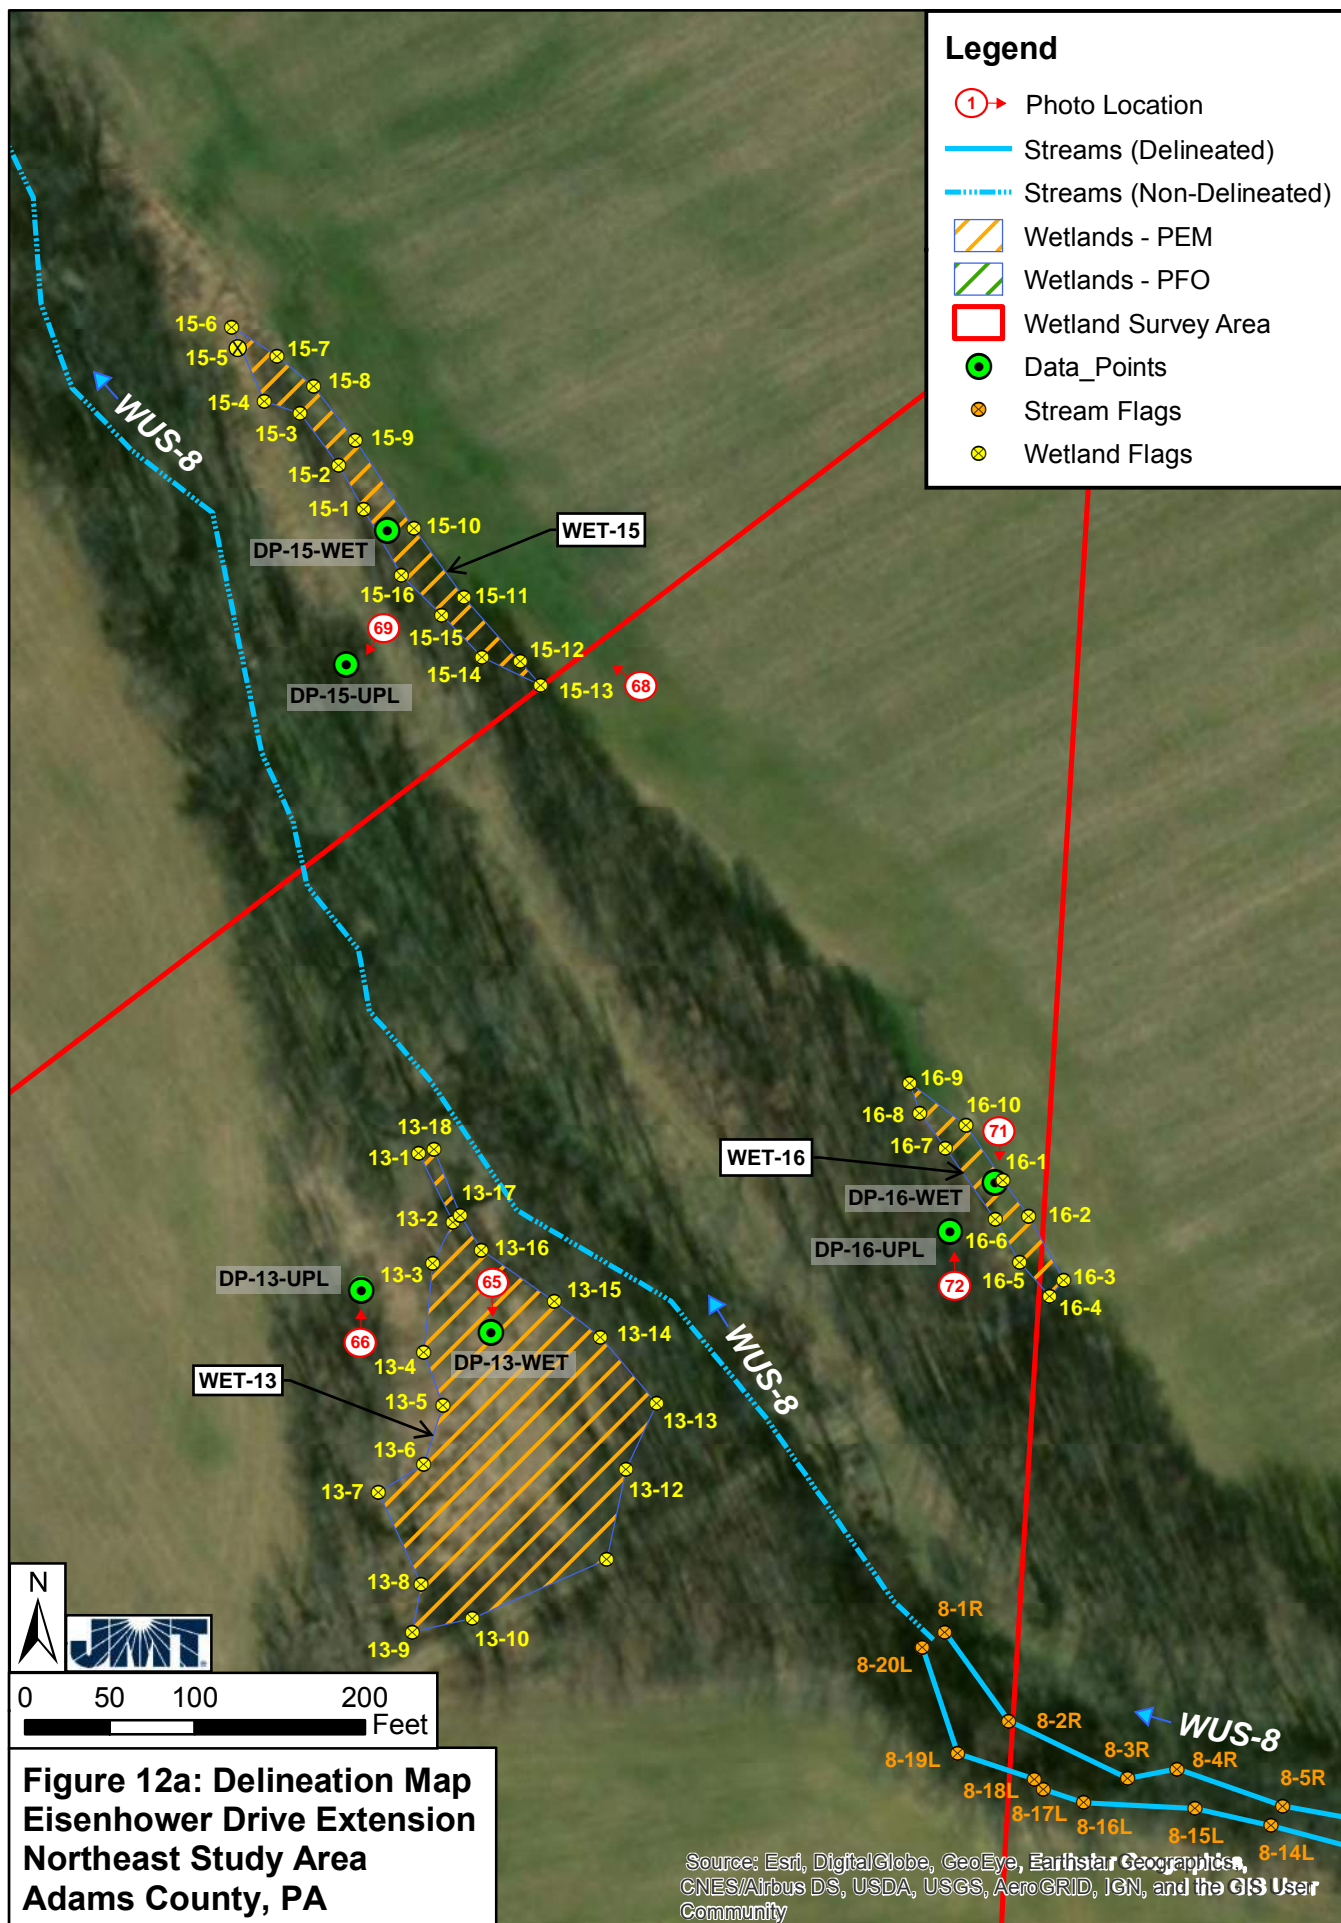 Legend
1 Photo Location
Streams (Delineated)
Streams (Non-Delineated)
Wetlands - PEM
Wetlands - PFO
Wetland Survey Area
Data_Points
Stream Flags
Wetland Flags
15-6
15-5
15-7
15-8
15-4
15-3
15-9
15-2
15-1
15-10
DP-15-WET
WET-15
15-16
15-11
15-15
15-12
15-14
15-13
69
68
DP-15-UPL
WUS-8
16-9
16-8
16-10
71
16-7
16-1
WET-16
DP-16-WET
16-2
DP-16-UPL
16-6
16-5
16-3
16-4
72
13-18
13-1
13-17
13-2
13-16
13-3
DP-13-UPL
65
13-15
66
13-14
13-4
DP-13-WET
WET-13
13-5
13-13
13-6
13-7
13-12
13-8
13-9
13-10
WUS-8
8-1R
8-20L
8-2R
8-19L
8-3R
8-4R
8-5R
8-18L
8-17L
8-16L
8-15L
8-14L
WUS-8
N
JMT
0 50 100 200
Feet
Figure 12a: Delineation Map
Eisenhower Drive Extension
Northeast Study Area
Adams County, PA
Source: Esri, DigitalGlobe, GeoEye, Earthstar Geographics,
CNES/Airbus DS, USDA, USGS, AeroGRID, IGN, and the GIS User
Community